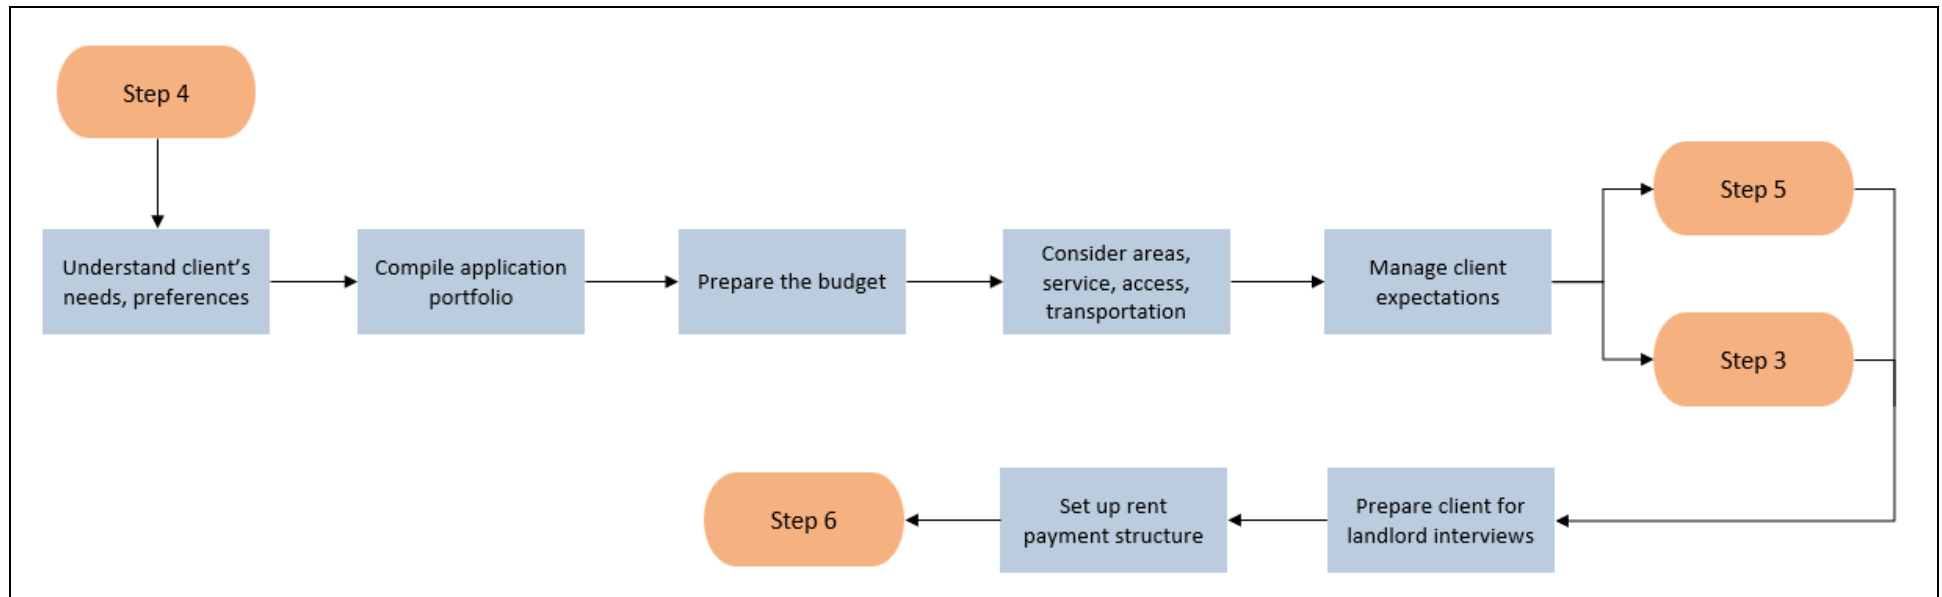 Step 4
Understand client’s
needs, preferences
Compile application
portfolio
Prepare the budget
Consider areas,
service, access,
transportation
Manage client
expectations
Step 5
Step 3
Prepare client for
landlord interviews
Set up rent
payment structure
Step 6